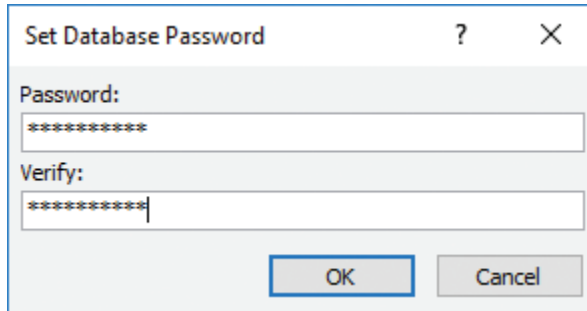 Set Database Password ?
Password:
**********
Verify:
**********
OK Cancel